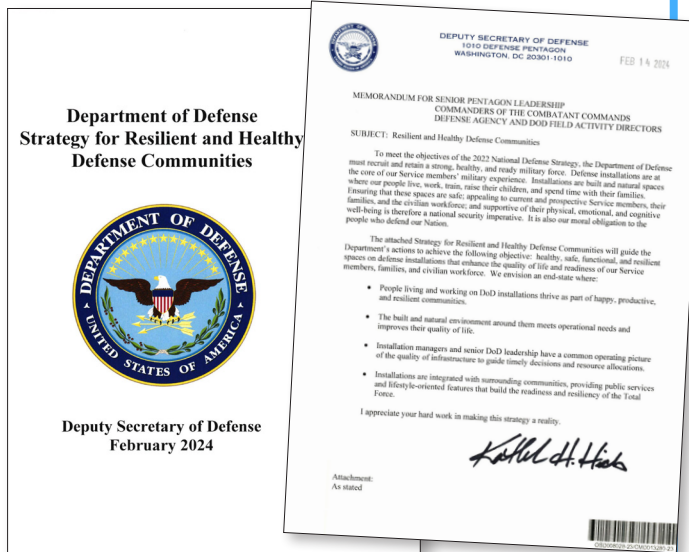 Department of Defense
Strategy for Resilient and Healthy
Defense Communities
DEPARTMENT OF DEFENSE
UNITED STATES OF AMERICA
Deputy Secretary of Defense
February 2024
DEPUTY SECRETARY OF DEFENSE
1010 DEFENSE PENTAGON
WASHINGTON, DC 20301-1010
FEB 14 2024
MEMORANDUM FOR SENIOR PENTAGON LEADERSHIP
COMMANDERS OF THE COMBATANT COMMANDS
DEFENSE AGENCY AND DOD FIELD ACTIVITY DIRECTORS
SUBJECT: Resilient and Healthy Defense Communities
To meet the objectives of the 2022 National Defense Strategy, the Department of Defense
must recruit and retain a strong, healthy, and ready military force. Defense installations are at
the core of our Service members' military experience. Installations are built and natural spaces
where our people live, work, train, raise their children, and spend time with their families.
Ensuring that these spaces are safe; appealing to current and prospective Service members, their
families, and the civilian workforce; and supportive of their physical, emotional, and cognitive
well-being is therefore a national security imperative. It is also our moral obligation to the
people who defend our Nation.
The attached Strategy for Resilient and Healthy Defense Communities will guide the
Department's actions to achieve the following objective: healthy, safe, functional, and resilient
spaces on defense installations that enhance the quality of life and readiness of our Service
members, families, and civilian workforce. We envision an end-state where:
• People living and working on DoD installations thrive as part of happy, productive,
and resilient communities.
• The built and natural environment around them meets operational needs and
improves their quality of life.
• Installation managers and senior DoD leadership have a common operating picture
of the quality of infrastructure to guide timely decisions and resource allocations.
• Installations are integrated with surrounding communities, providing public services
and lifestyle-oriented features that build the readiness and resiliency of the Total
Force.
I appreciate your hard work in making this strategy a reality.
Attachment:
As stated